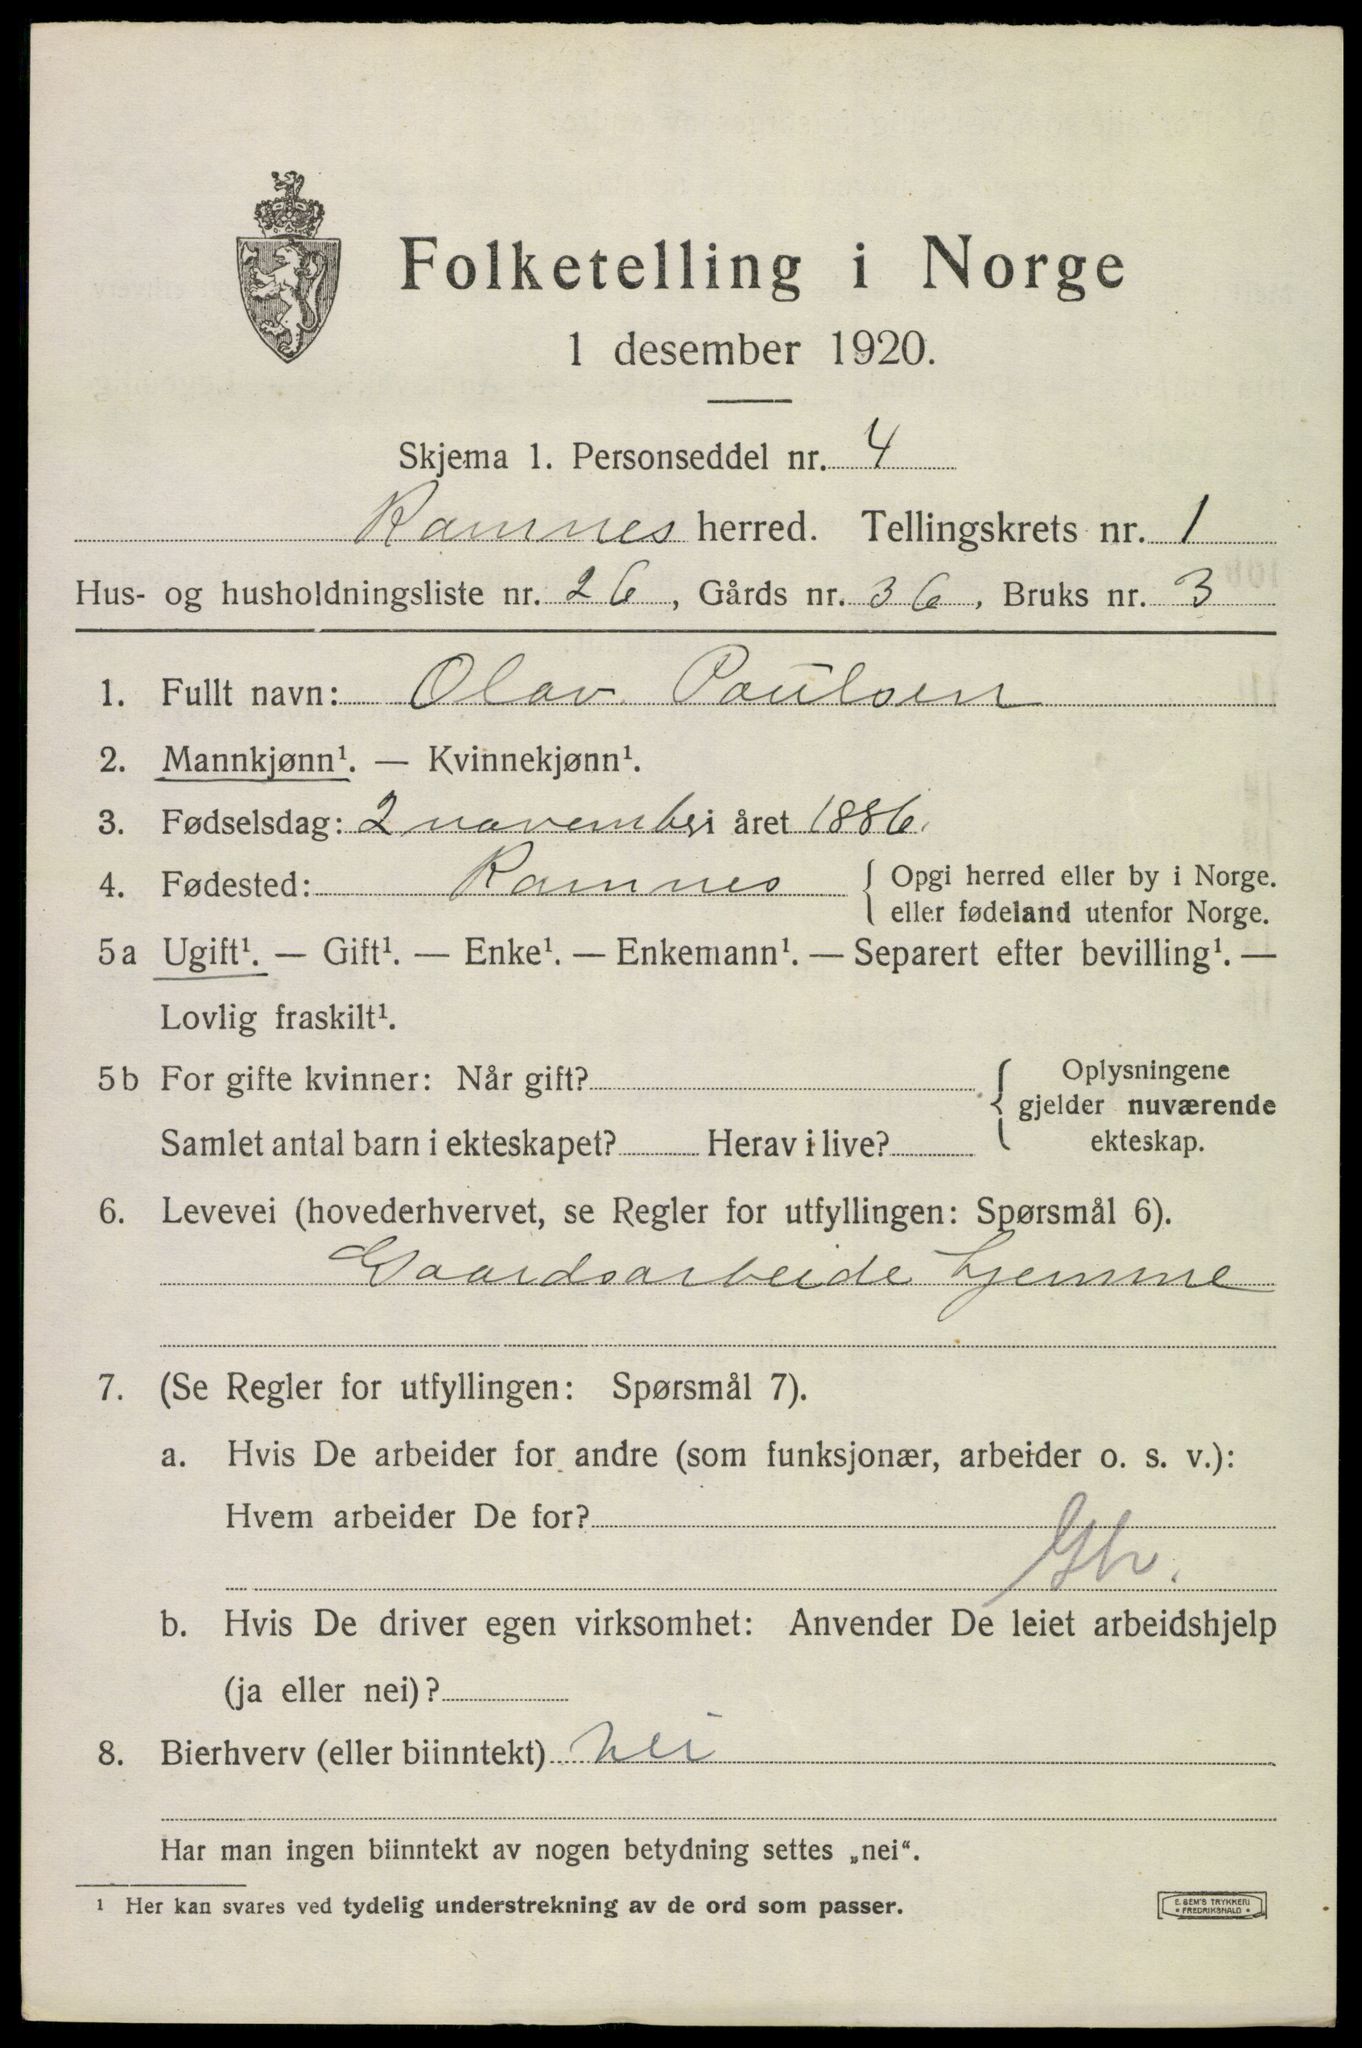 Folketelling i Norge
1 desember 1920.
Skjema 1. Personseddel nr. 4
Ramnes herred. Tellingskrets nr. 1
Hus- og husholdningsliste nr. 26, Gårds nr. 36, Bruks nr. 3
1. Fullt navn: Olav Paulsen
2. Mannkjønn¹. — Kvinnekjønn¹.
3. Fødselsdag: 2 november i året 1886.
4. Fødested: Ramnes { Opgi herred eller by i Norge.
eller fødeland utenfor Norge.
5a Ugift¹. — Gift¹. — Enke¹. — Enkemann¹. — Separert efter bevilling¹. —
Lovlig fraskilt¹.
5b For gifte kvinner: Når gift? { Oplysningene
gjelder nuværende
ekteskap.
Samlet antal barn i ekteskapet? Herav i live?
6. Levevei (hovederhvervet, se Regler for utfyllingen: Spørsmål 6).
Gaardsarbeide hjemme
7. (Se Regler for utfyllingen: Spørsmål 7).
a. Hvis De arbeider for andre (som funksjonær, arbeider o. s. v.):
Hvem arbeider De for?
b. Hvis De driver egen virksomhet: Anvender De leiet arbeidshjelp
(ja eller nei)?
8. Bierhverv (eller biinntekt) nei
Har man ingen biinntekt av nogen betydning settes „nei“.
¹ Her kan svares ved tydelig understrekning av de ord som passer.
E. SEM'S TRYKKERI
• FREDRIKSHALD •